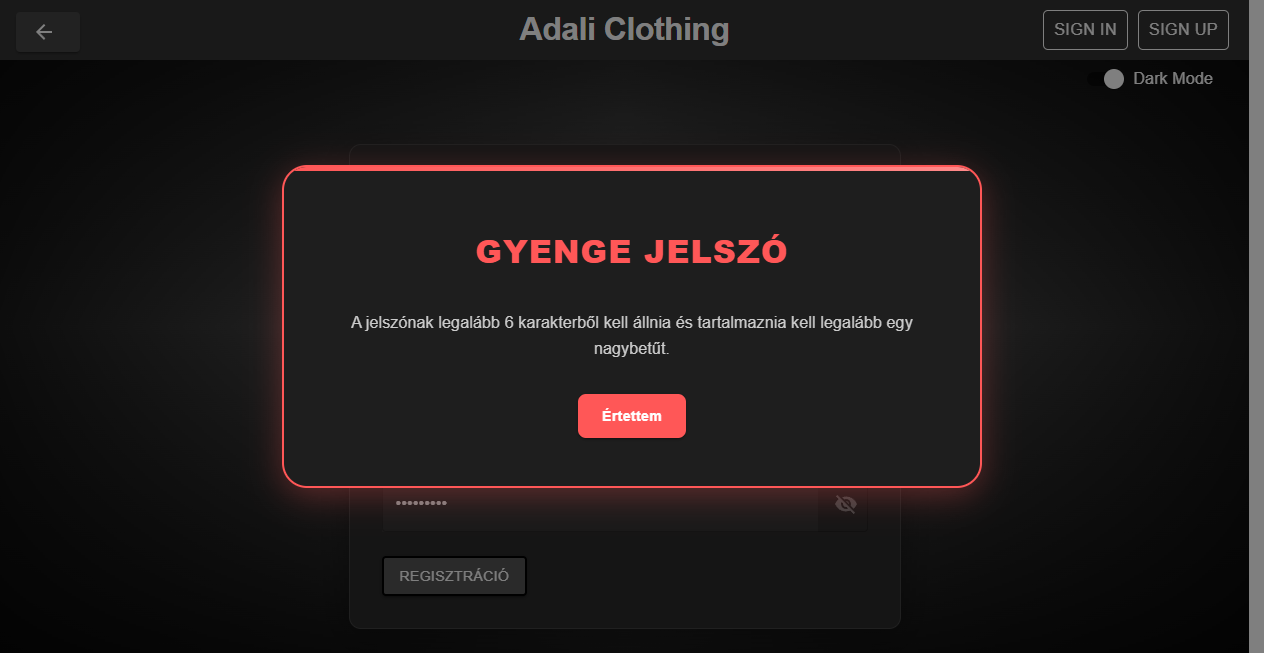 Adali Clothing
SIGN IN
SIGN UP
Dark Mode
GYENGE JELSZÓ
A jelszónak legalább 6 karakterből kell állnia és tartalmaznia kell legalább egy
nagybetűt.
Értettem
•••••••••
REGISZTRÁCIÓ